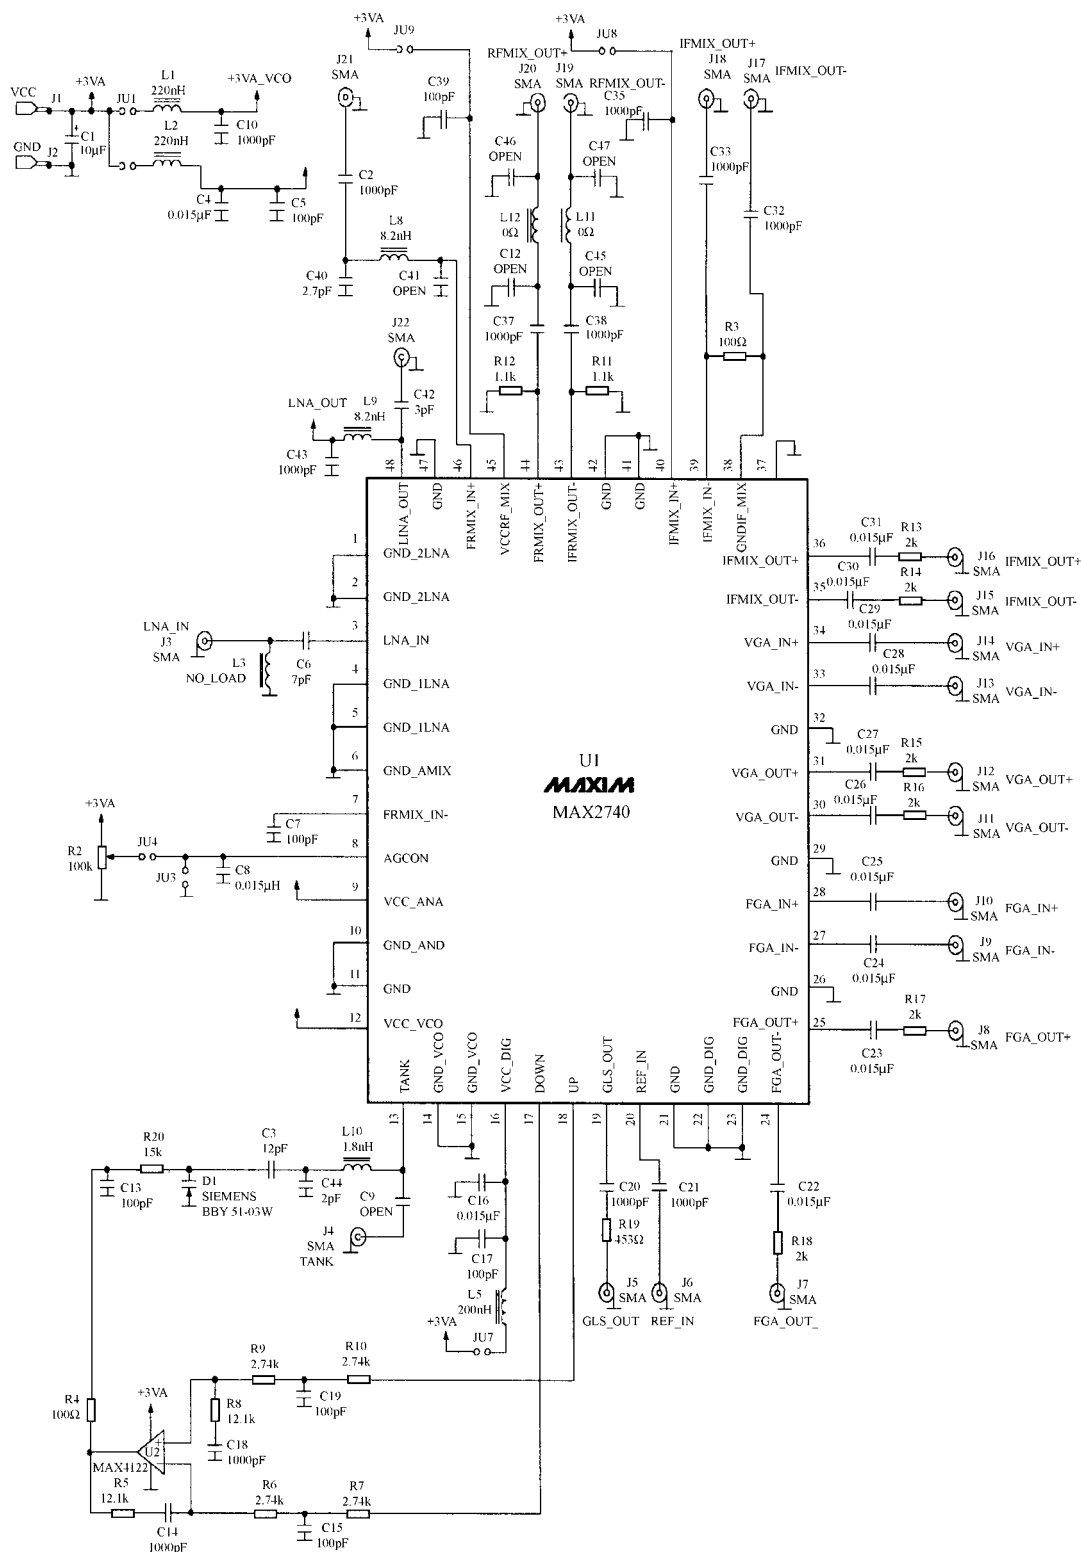 +3VA
JU9
+3VA
JU8
IFMIX_OUT+
J21
SMA
RFMIX_OUT+
J20
SMA
J19
SMA
RFMIX_OUT-
J18
SMA
J17
SMA
IFMIX_OUT-
VCC
J1
+3VA
JU1
L1
220nH
+3VA_VCO
C39
100pF
C35
1000pF
GND
J2
C1
10µF
L2
220nH
C10
1000pF
C46
OPEN
C47
OPEN
C33
1000pF
C4
0.015µF
C5
100pF
C2
1000pF
L12
0Ω
L11
0Ω
C32
1000pF
L8
8.2nH
C40
2.7pF
C41
OPEN
C12
OPEN
C45
OPEN
J22
SMA
C37
1000pF
C38
1000pF
R3
100Ω
R12
1.1k
R11
1.1k
LNA_OUT
L9
8.2nH
C42
3pF
C43
1000pF
48
47
46
45
44
43
42
41
40
39
38
37
LINA_OUT
GND
FRMIX_IN+
VCCRF_MIX
FRMIX_OUT+
IFRMIX_OUT-
GND
GND
IFMIX_IN+
IFMIX_IN-
GNDIF_MIX
1
GND_2LNA
2
GND_2LNA
LNA_IN
J3
SMA
L3
NO_LOAD
C6
7pF
3
LNA_IN
4
GND_1LNA
5
GND_1LNA
6
GND_AMIX
7
FRMIX_IN-
C7
100pF
+3VA
R2
100k
JU4
JU3
C8
0.015µH
8
AGCON
9
VCC_ANA
10
GND_AND
11
GND
12
VCC_VCO
U1
MAXIM
MAX2740
36
IFMIX_OUT+
C31
0.015µF
R13
2k
J16
SMA
IFMIX_OUT+
35
IFMIX_OUT-
C30
0.015µF
R14
2k
J15
SMA
IFMIX_OUT-
34
VGA_IN+
C29
0.015µF
J14
SMA
VGA_IN+
33
VGA_IN-
C28
0.015µF
J13
SMA
VGA_IN-
32
GND
31
VGA_OUT+
C27
0.015µF
R15
2k
J12
SMA
VGA_OUT+
30
VGA_OUT-
C26
0.015µF
R16
2k
J11
SMA
VGA_OUT-
29
GND
28
FGA_IN+
C25
0.015µF
J10
SMA
FGA_IN+
27
FGA_IN-
C24
0.015µF
J9
SMA
FGA_IN-
26
GND
25
FGA_OUT+
C23
0.015µF
R17
2k
J8
SMA
FGA_OUT+
TANK
GND_VCO
GND_VCO
VCC_DIG
DOWN
UP
GLS_OUT
REF_IN
GND
GND_DIG
GND_DIG
FGA_OUT-
13
14
15
16
17
18
19
20
21
22
23
24
R20
15k
C3
12pF
L10
1.8nH
C13
100pF
D1
SIEMENS
BBY 51-03W
C44
2pF
C9
OPEN
J4
SMA
TANK
C16
0.015µF
C17
100pF
L5
200nH
+3VA
JU7
C20
1000pF
C21
1000pF
R19
453Ω
C22
0.015µF
R18
2k
J5
SMA
GLS_OUT
J6
SMA
REF_IN
J7
SMA
FGA_OUT_
R9
2.74k
R10
2.74k
C19
100pF
R4
100Ω
+3VA
R8
12.1k
C18
1000pF
+
U2
-
MAX4122
R5
12.1k
C14
1000pF
R6
2.74k
R7
2.74k
C15
100pF